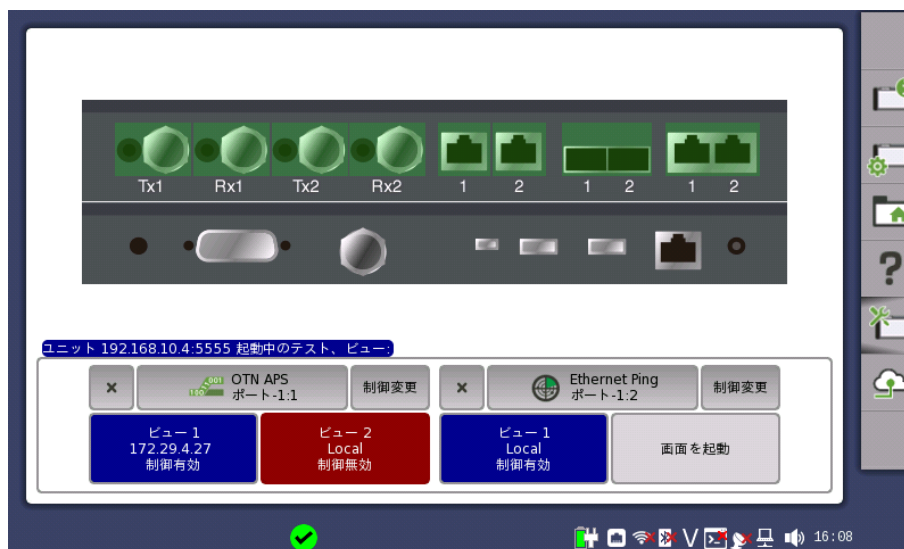 Tx1 Rx1 Tx2 Rx2 1 2 1 2 1 2
ユニット 192.168.10.4:5555 起動中のテスト、ビュー:
× OTN APS 制御変更 × Ethernet Ping 制御変更
ポート-1:1 ポート-1:2
ビュー 1 ビュー 2 ビュー 1 画面を起動
172.29.4.27 Local Local
制御有効 制御無効 制御有効
?
16:08